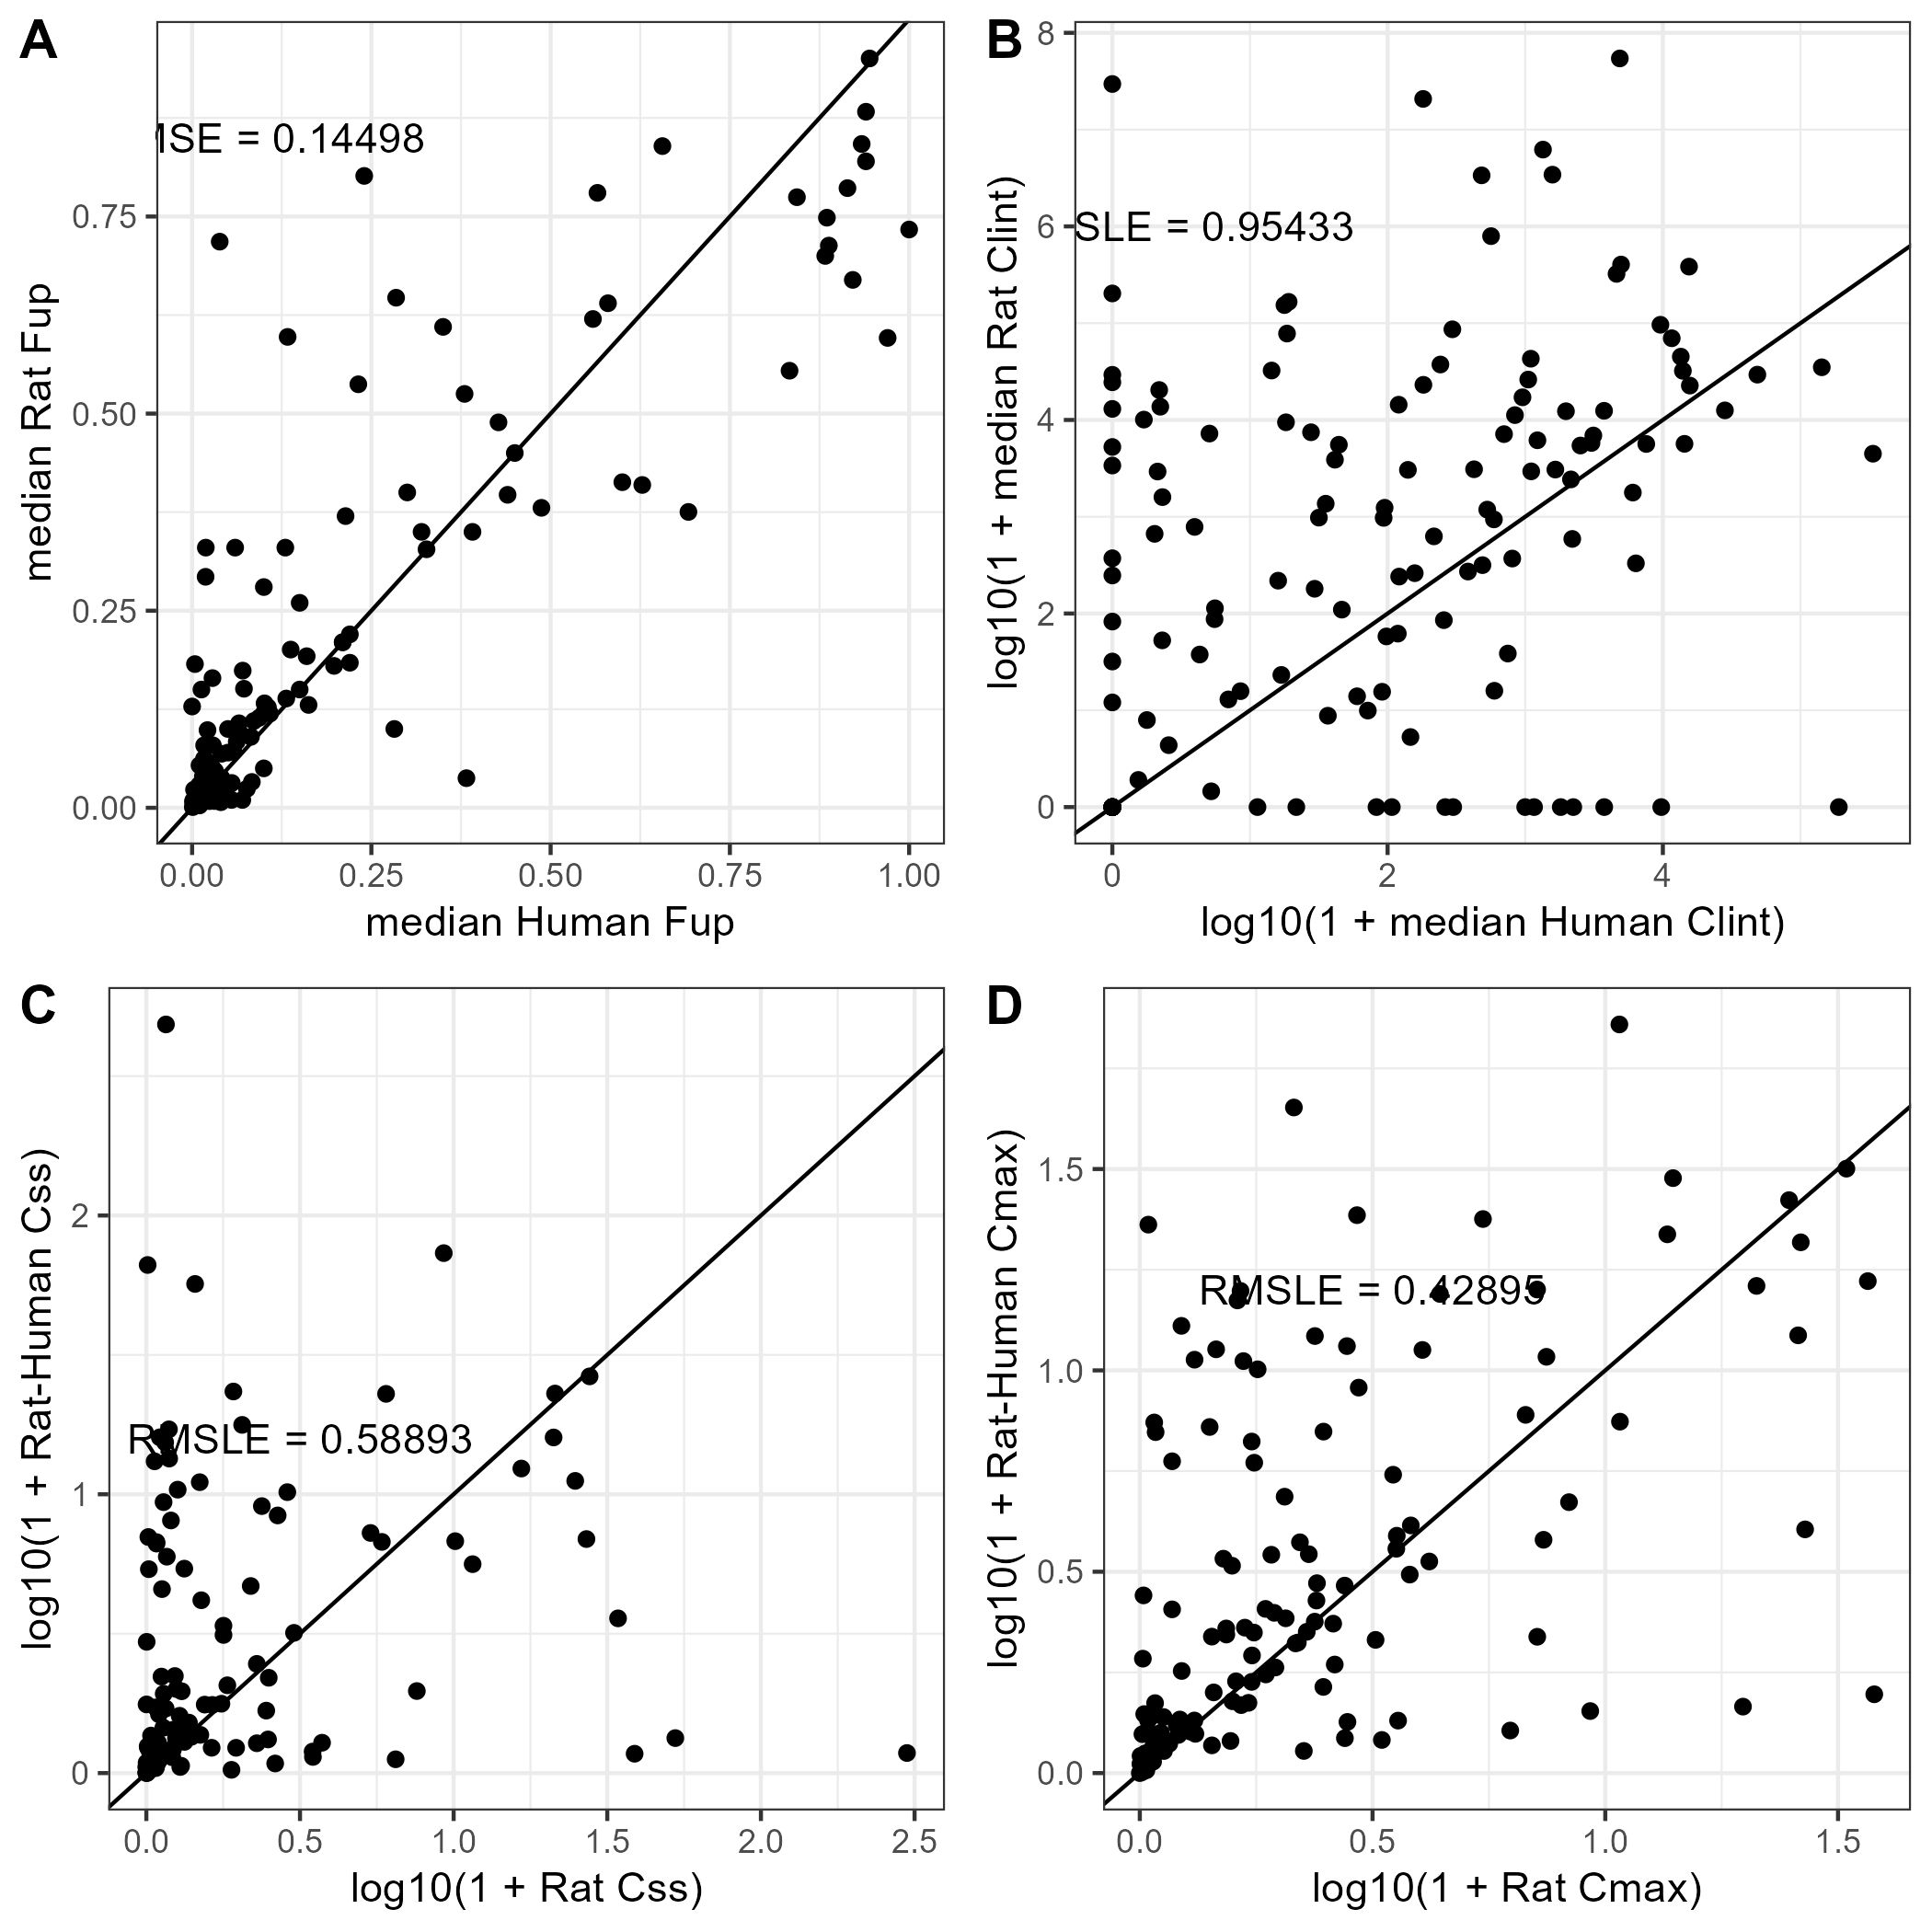 A
MSE = 0.14498
0.75
0.50
0.25
0.00
median Rat Fup
0.00 0.25 0.50 0.75 1.00
median Human Fup
B
8
6
4
2
0
SLE = 0.95433
log10(1 + median Rat Clint)
0 2 4
log10(1 + median Human Clint)
C
2
1
0
RMSLE = 0.58893
log10(1 + Rat-Human Css)
0.0 0.5 1.0 1.5 2.0 2.5
log10(1 + Rat Css)
D
1.5
1.0
0.5
0.0
RMSLE = 0.42895
log10(1 + Rat-Human Cmax)
0.0 0.5 1.0 1.5
log10(1 + Rat Cmax)